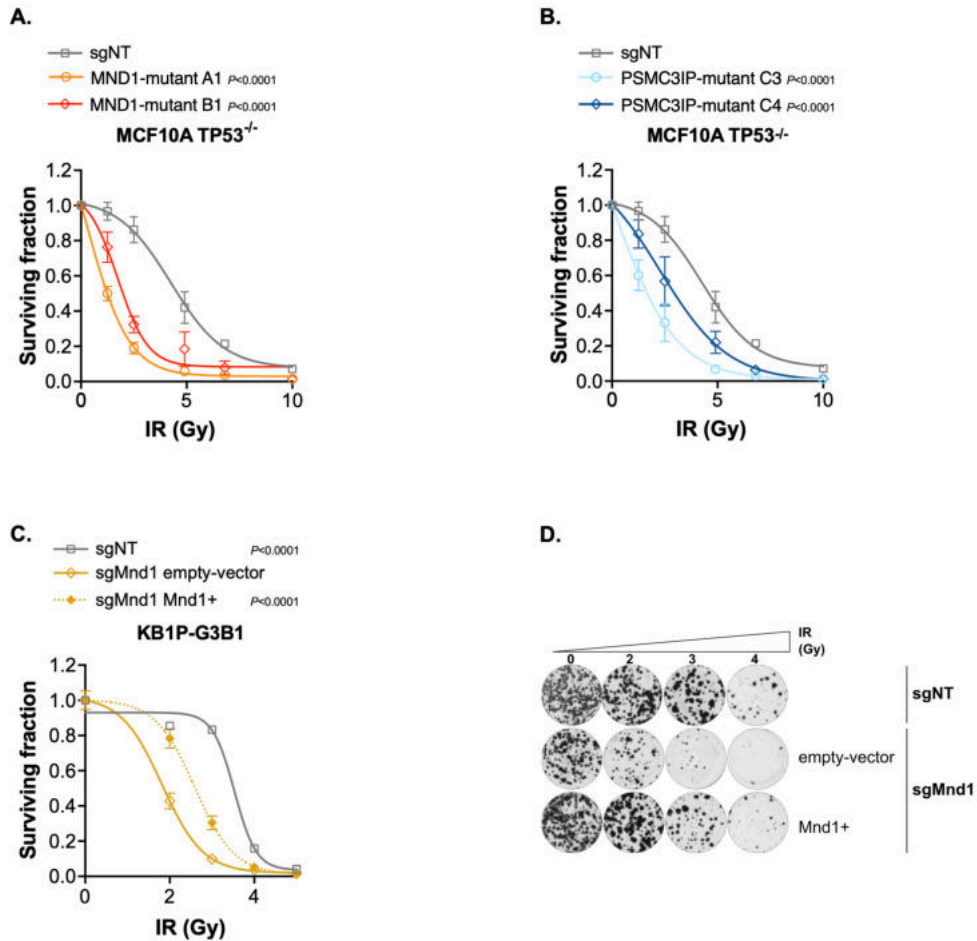 A.
sgNT
MND1-mutant A1 P<0.0001
MND1-mutant B1 P<0.0001
MCF10A TP53-/-
1.2
1.0
0.8
0.6
0.4
0.2
0.0
0 5 10
Surviving fraction
IR (Gy)
B.
sgNT
PSMC3IP-mutant C3 P<0.0001
PSMC3IP-mutant C4 P<0.0001
MCF10A TP53-/-
1.2
1.0
0.8
0.6
0.4
0.2
0.0
0 5 10
Surviving fraction
IR (Gy)
C.
sgNT P<0.0001
sgMnd1 empty-vector
sgMnd1 Mnd1+ P<0.0001
KB1P-G3B1
1.2
1.0
0.8
0.6
0.4
0.2
0.0
0 2 4
Surviving fraction
IR (Gy)
D.
IR
(Gy)
0 2 3 4
sgNT
empty-vector
sgMnd1
Mnd1+